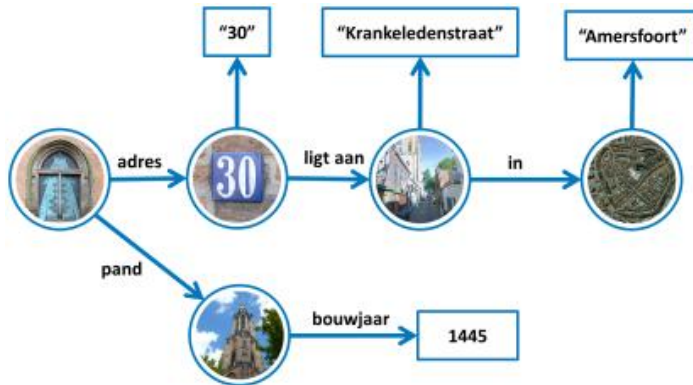 “30”
“Krankeledenstraat”
“Amersfoort”
adres
30
ligt aan
in
pand
bouwjaar
1445